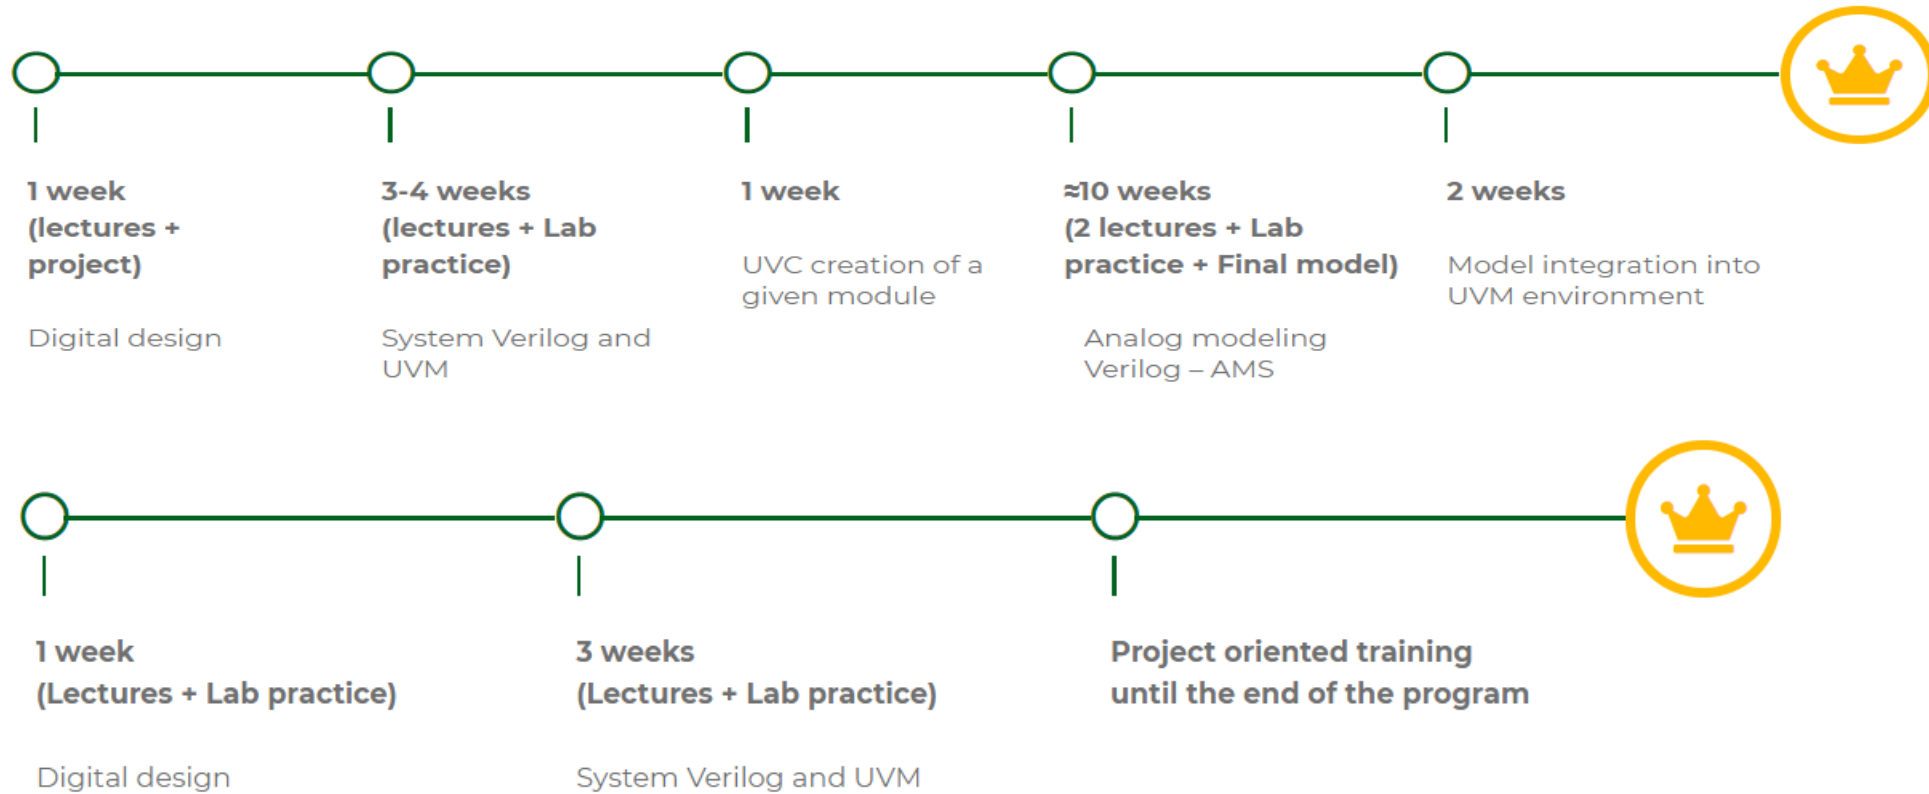 1 week
(lectures +
project)
Digital design
3-4 weeks
(lectures + Lab
practice)
System Verilog and
UVM
1 week
UVC creation of a
given module
≈10 weeks
(2 lectures + Lab
practice + Final model)
Analog modeling
Verilog – AMS
2 weeks
Model integration into
UVM environment
1 week
(Lectures + Lab practice)
Digital design
3 weeks
(Lectures + Lab practice)
System Verilog and UVM
Project oriented training
until the end of the program